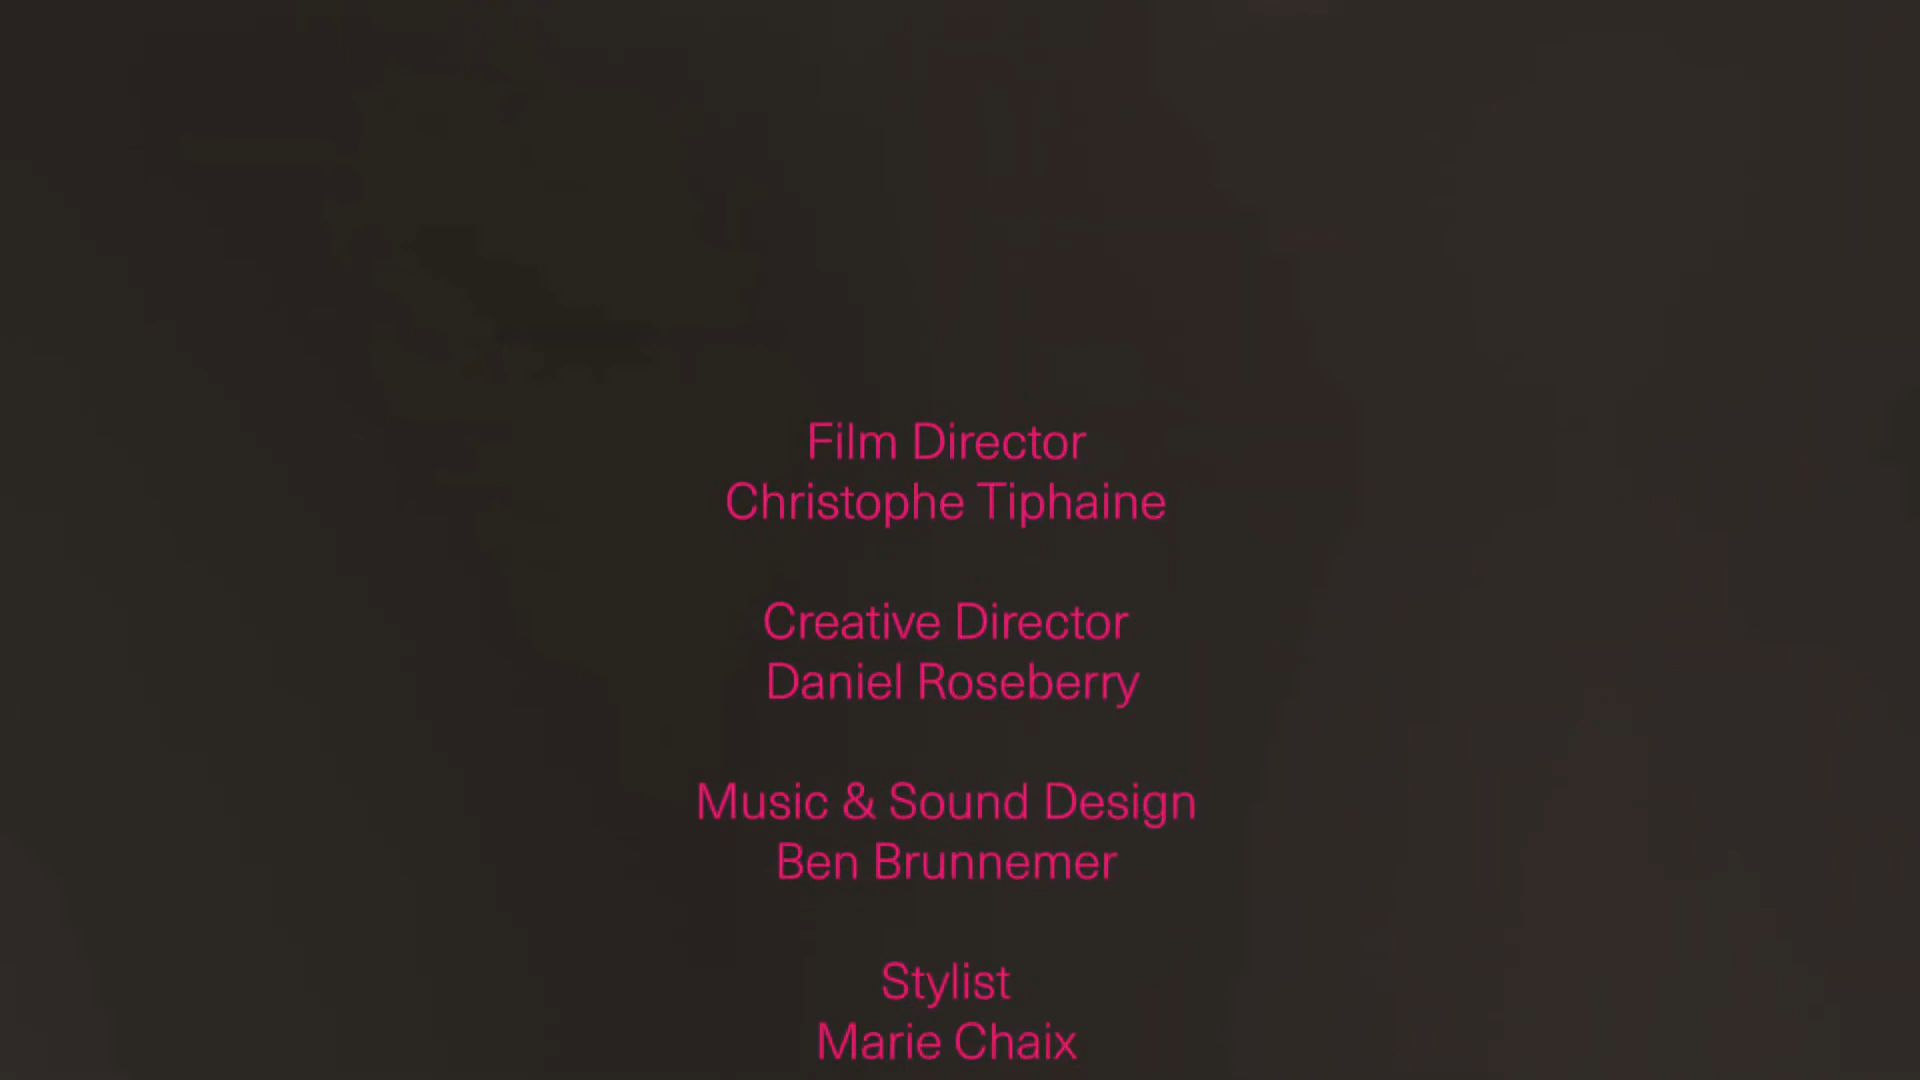 Film Director
Christophe Tiphaine
Creative Director
Daniel Roseberry
Music & Sound Design
Ben Brunnemer
Stylist
Marie Chaix